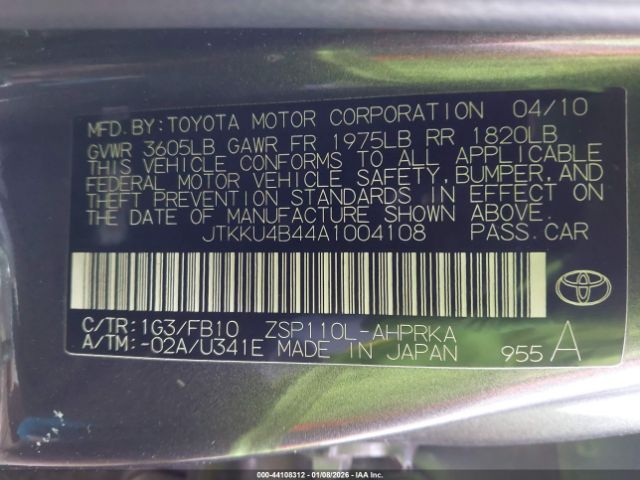 MFD. BY: TOYOTA MOTOR CORPORATION 04/10
GVWR 3605LB GAWR FR 1975LB RR 1820LB
THIS VEHICLE CONFORMS TO ALL APPLICABLE
FEDERAL MOTOR VEHICLE SAFETY, BUMPER, AND
THEFT PREVENTION STANDARDS IN EFFECT ON
THE DATE OF MANUFACTURE SHOWN ABOVE.
JTKKU4B44A1004108 PASS. CAR
C/TR: 1G3/FB10 ZSP110L-AHPRKA
A/TM: -02A/U341E MADE IN JAPAN 955 A
000-44108312 - 01/08/2026 - IAA Inc.